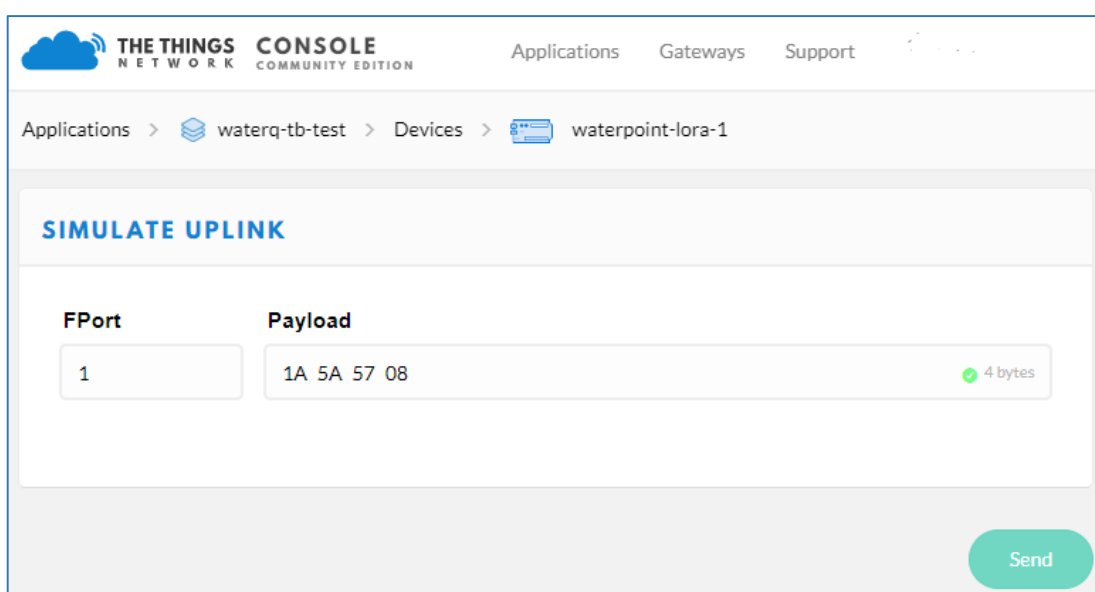 THE THINGS NETWORK CONSOLE COMMUNITY EDITION Applications Gateways Support
Applications > waterq-tb-test > Devices > waterpoint-lora-1
SIMULATE UPLINK
FPort Payload
1 1A 5A 57 08 4 bytes
Send